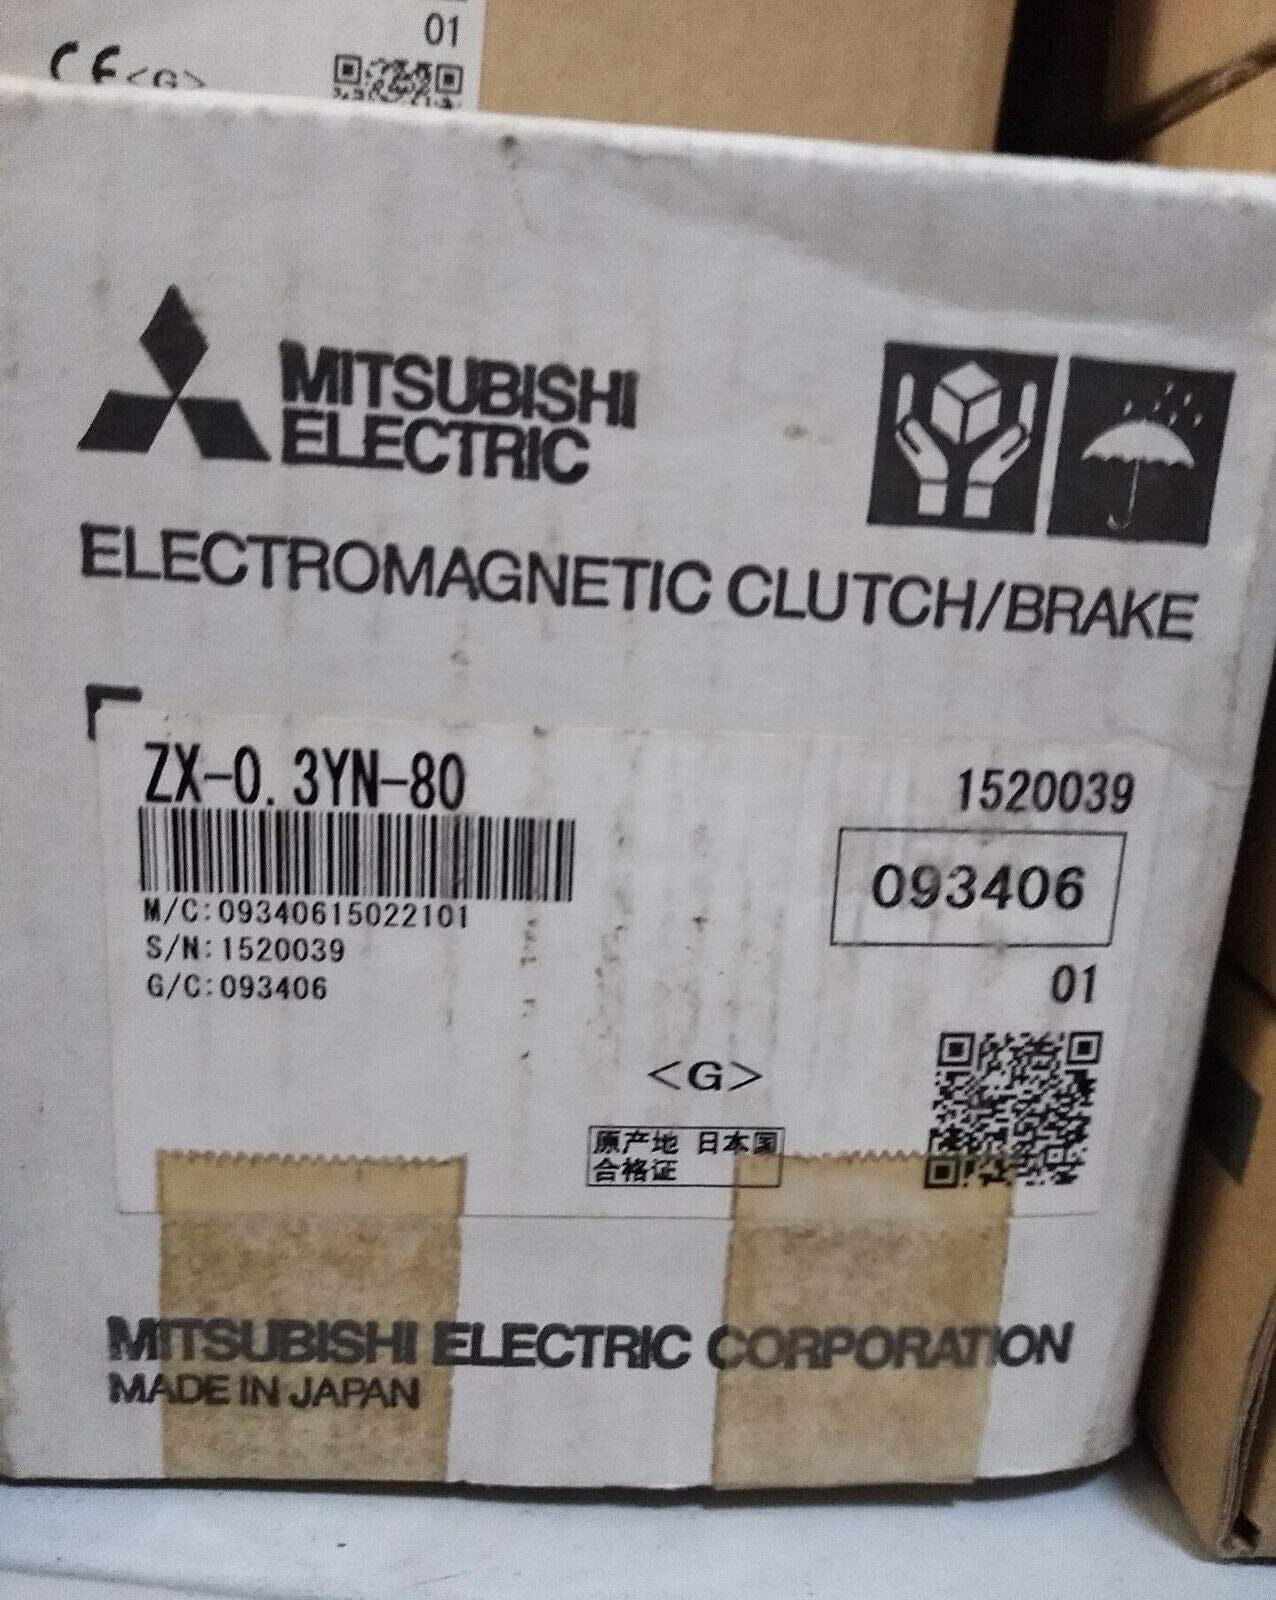 01
CE <G>
MITSUBISHI
ELECTRIC
ELECTROMAGNETIC CLUTCH/BRAKE
ZX-0.3YN-80
1520039
093406
M/C:09340615022101
S/N:1520039
G/C:093406
01
<G>
原产地 日本国
合格证
MITSUBISHI ELECTRIC CORPORATION
MADE IN JAPAN